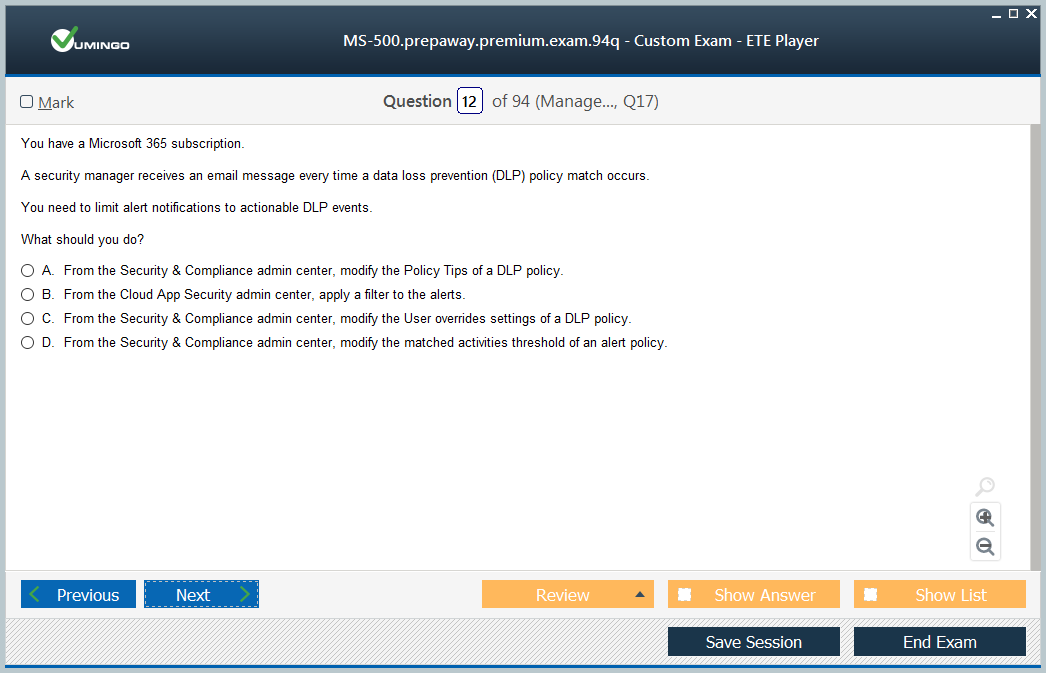 VUMINGO
MS-500.prepaway.premium.exam.94q - Custom Exam - ETE Player
Mark
Question 12 of 94 (Manage..., Q17)
You have a Microsoft 365 subscription.
A security manager receives an email message every time a data loss prevention (DLP) policy match occurs.
You need to limit alert notifications to actionable DLP events.
What should you do?
A. From the Security & Compliance admin center, modify the Policy Tips of a DLP policy.
B. From the Cloud App Security admin center, apply a filter to the alerts.
C. From the Security & Compliance admin center, modify the User overrides settings of a DLP policy.
D. From the Security & Compliance admin center, modify the matched activities threshold of an alert policy.
Previous
Next
Review
Show Answer
Show List
Save Session
End Exam